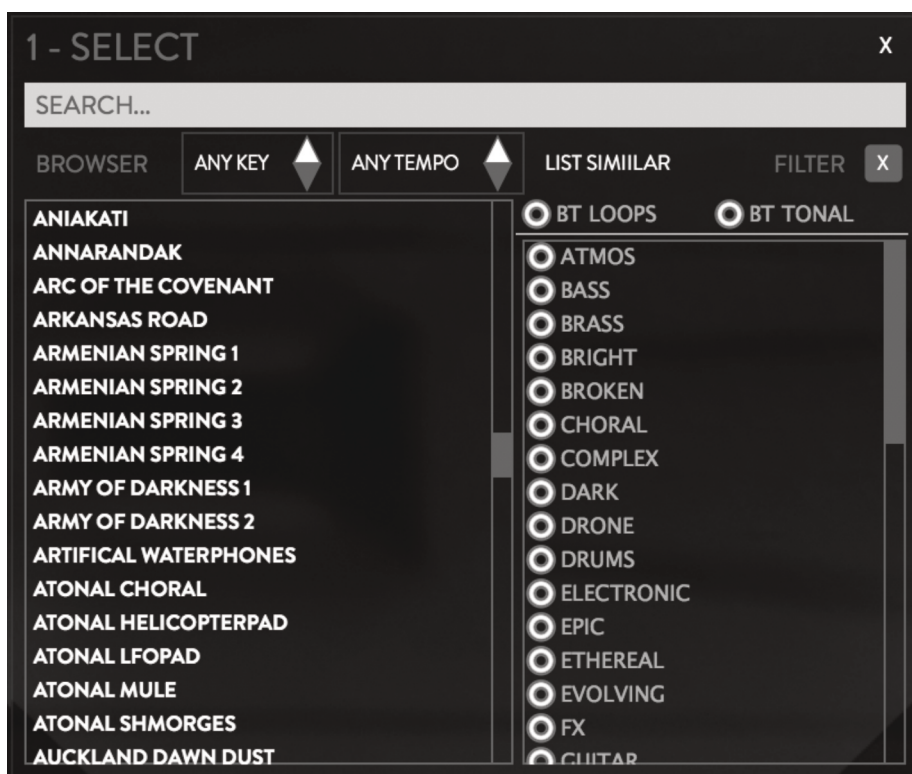 1 - SELECT X
SEARCH...
BROWSER ANY KEY ANY TEMPO LIST SIMIILAR FILTER X
ANIAKATI
ANNARANDAK
ARC OF THE COVENANT
ARKANSAS ROAD
ARMENIAN SPRING 1
ARMENIAN SPRING 2
ARMENIAN SPRING 3
ARMENIAN SPRING 4
ARMY OF DARKNESS 1
ARMY OF DARKNESS 2
ARTIFICAL WATERPHONES
ATONAL CHORAL
ATONAL HELICOPTERPAD
ATONAL LFOPAD
ATONAL MULE
ATONAL SHMORGES
AUCKLAND DAWN DUST
BT LOOPS BT TONAL
ATMOS
BASS
BRASS
BRIGHT
BROKEN
CHORAL
COMPLEX
DARK
DRONE
DRUMS
ELECTRONIC
EPIC
ETHEREAL
EVOLVING
FX
GUITAR